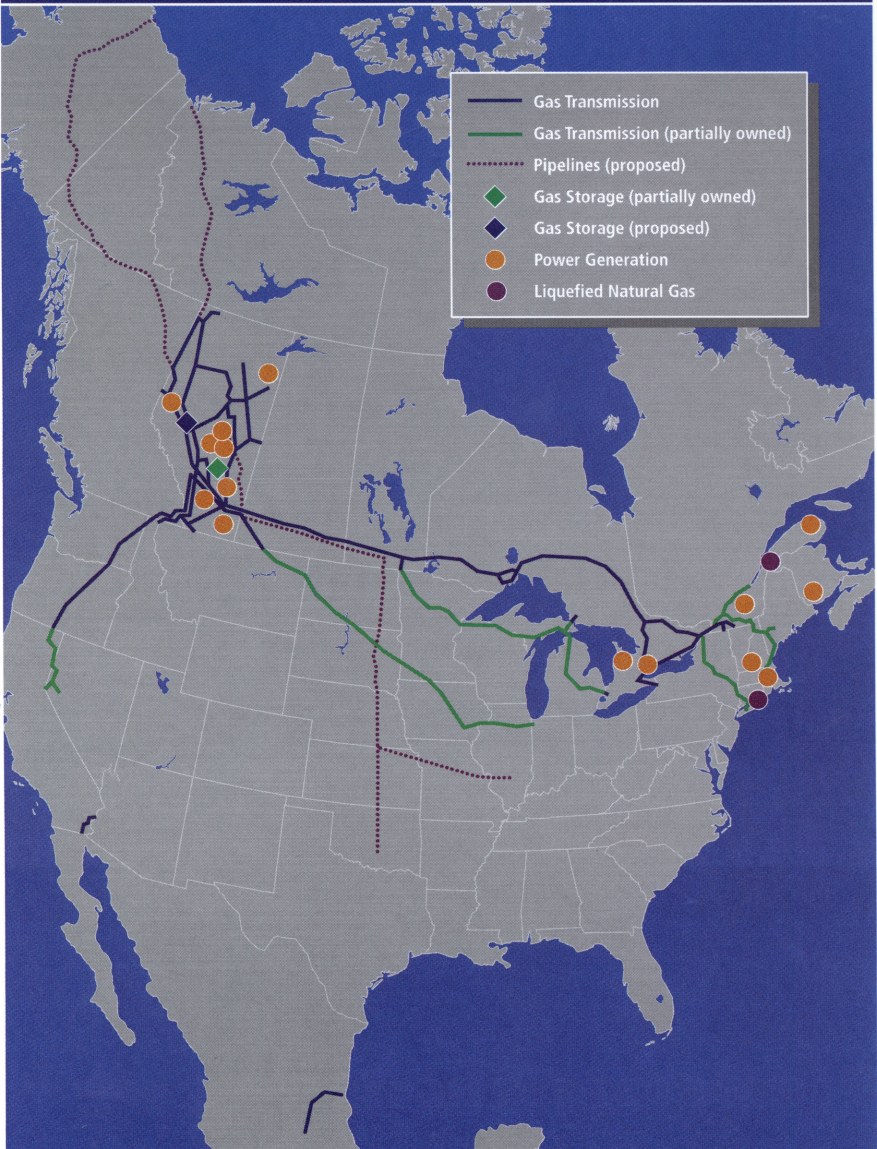 Gas Transmission
Gas Transmission (partially owned)
Pipelines (proposed)
Gas Storage (partially owned)
Gas Storage (proposed)
Power Generation
Liquefied Natural Gas